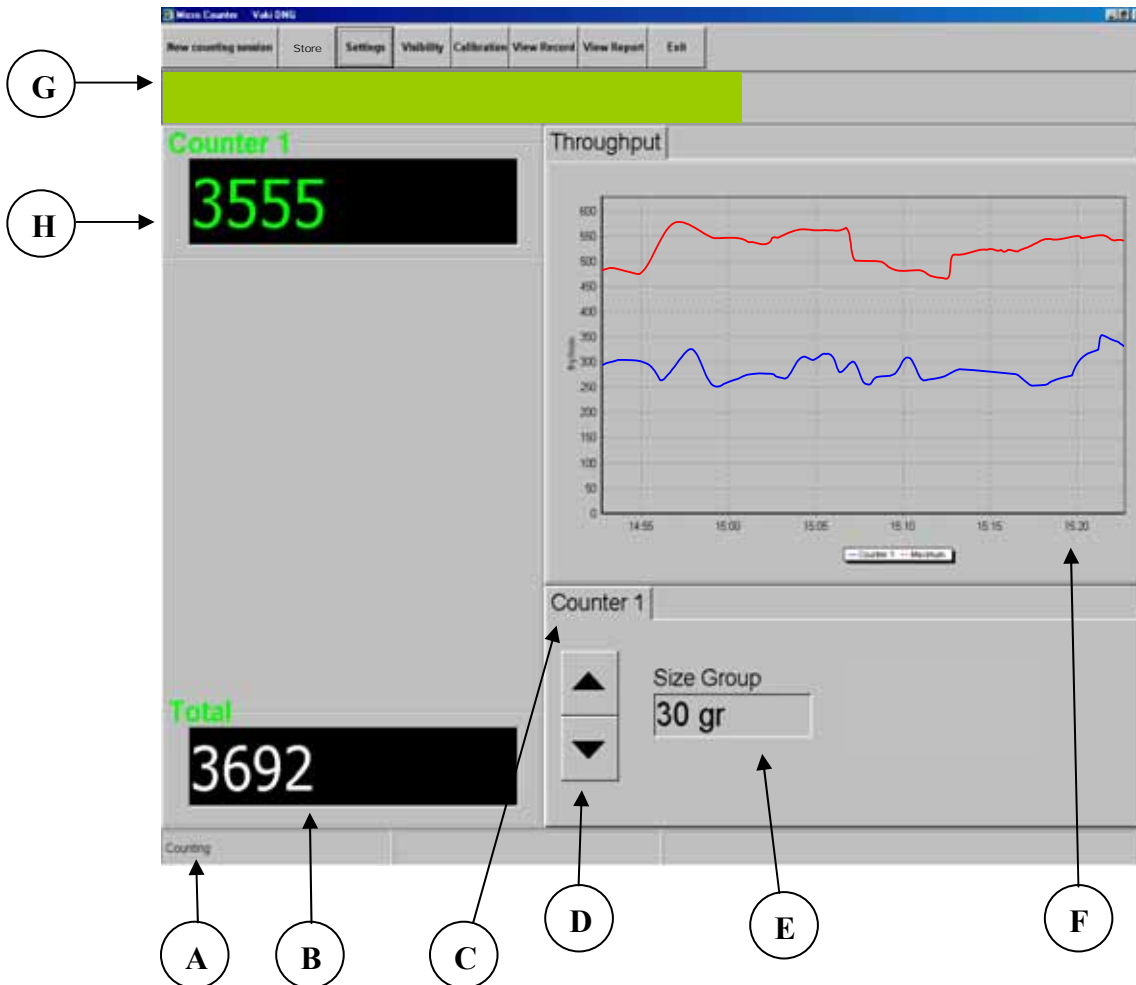 Micro Counter Vaki DNG
New counting session Store Settings Visibility Calibration View Record View Report Exit
G
Counter 1
Throughput
3555
H
600
550
500
450
400
350
300
250
200
150
100
50
0
14:55 15:00 15:05 15:10 15:15 15:20
Counter 1 Maximum
Counter 1
Size Group
30 gr
Total
3692
Counting
A
B
C
D
E
F